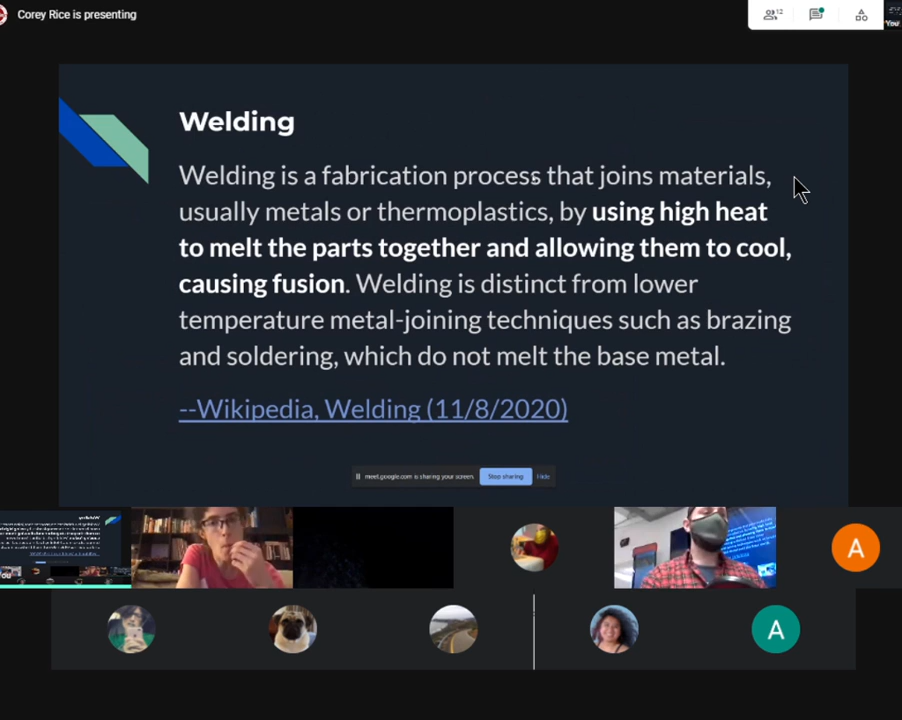 Corey Rice is presenting
12
You
Welding
Welding is a fabrication process that joins materials,
usually metals or thermoplastics, by using high heat
to melt the parts together and allowing them to cool,
causing fusion. Welding is distinct from lower
temperature metal-joining techniques such as brazing
and soldering, which do not melt the base metal.
--Wikipedia, Welding (11/8/2020)
meet.google.com is sharing your screen.
Stop sharing
Hide
A
A